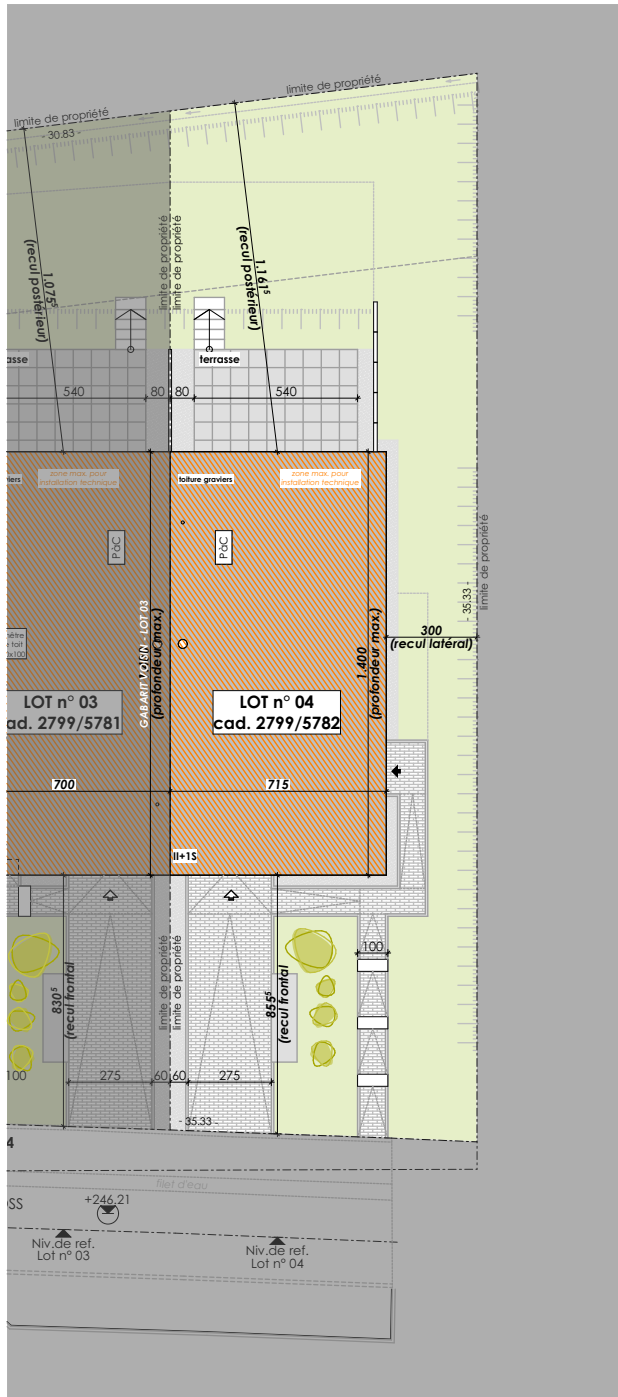 limite de propriété
limite de propriété
- 30.83 -
limite de propriété
limite de propriété
1.075⁵
(recul postérieur)
1.161⁵
(recul postérieur)
asse
terrasse
540
80
80
540
iers
zone max. pour
installation technique
toiture graviers
zone max. pour
installation technique
PàC
PàC
limite de propriété
- 35.33 -
GABARIT VOISIN - LOT 03
(profondeur max.)
1.400
(profondeur max.)
300
(recul latéral)
LOT n° 03
cad. 2799/5781
LOT n° 04
cad. 2799/5782
700
715
II+1S
limite de propriété
limite de propriété
830⁵
(recul frontal)
855⁵
(recul frontal)
100
100
275
60
60
275
- 35.33 -
4
filet d'eau
OSS
+246.21
Niv.de ref.
Lot n° 03
Niv.de ref.
Lot n° 04